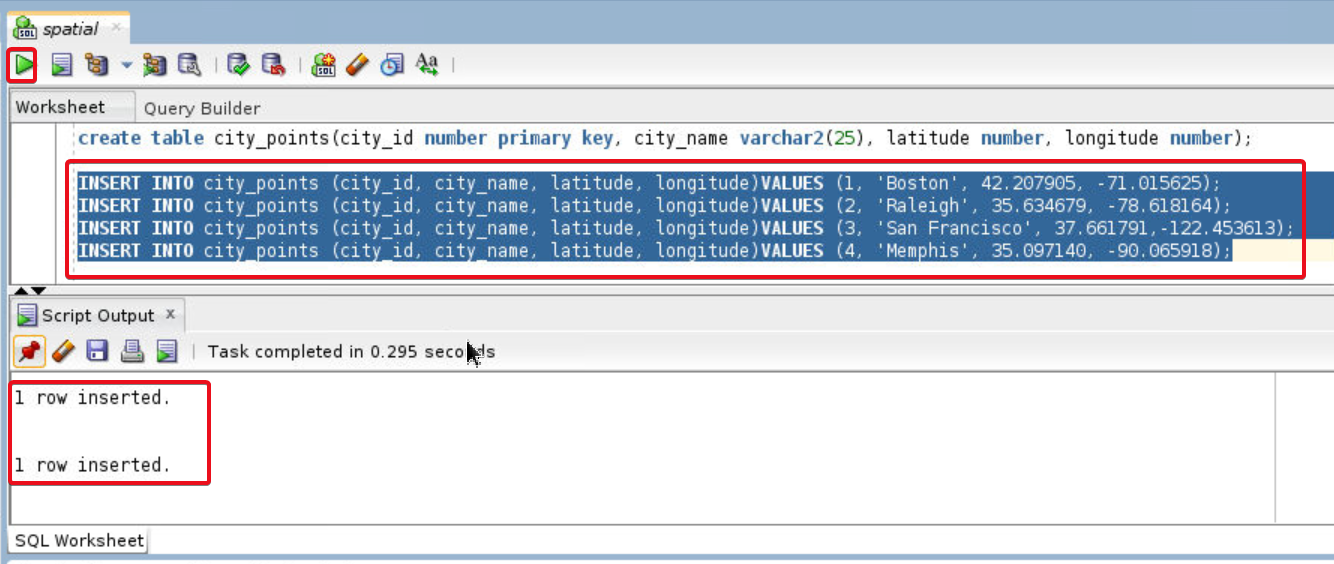 spatial
SQL
Aa
Worksheet Query Builder
create table city_points(city_id number primary key, city_name varchar2(25), latitude number, longitude number);
INSERT INTO city_points (city_id, city_name, latitude, longitude)VALUES (1, 'Boston', 42.207905, -71.015625);
INSERT INTO city_points (city_id, city_name, latitude, longitude)VALUES (2, 'Raleigh', 35.634679, -78.618164);
INSERT INTO city_points (city_id, city_name, latitude, longitude)VALUES (3, 'San Francisco', 37.661791,-122.453613);
INSERT INTO city_points (city_id, city_name, latitude, longitude)VALUES (4, 'Memphis', 35.097140, -90.065918);
Script Output x
Task completed in 0.295 seconds
1 row inserted.
1 row inserted.
SQL Worksheet